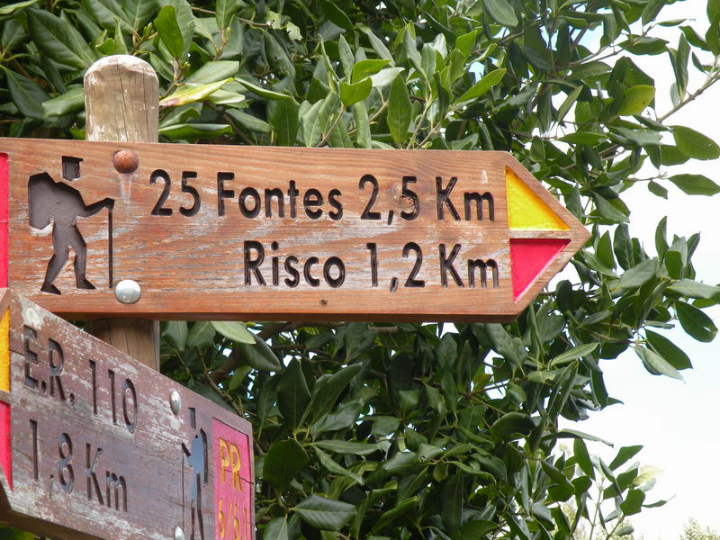 25 Fontes 2,5 Km
Risco 1,2 Km
E.R. 110
1,8 Km
PR